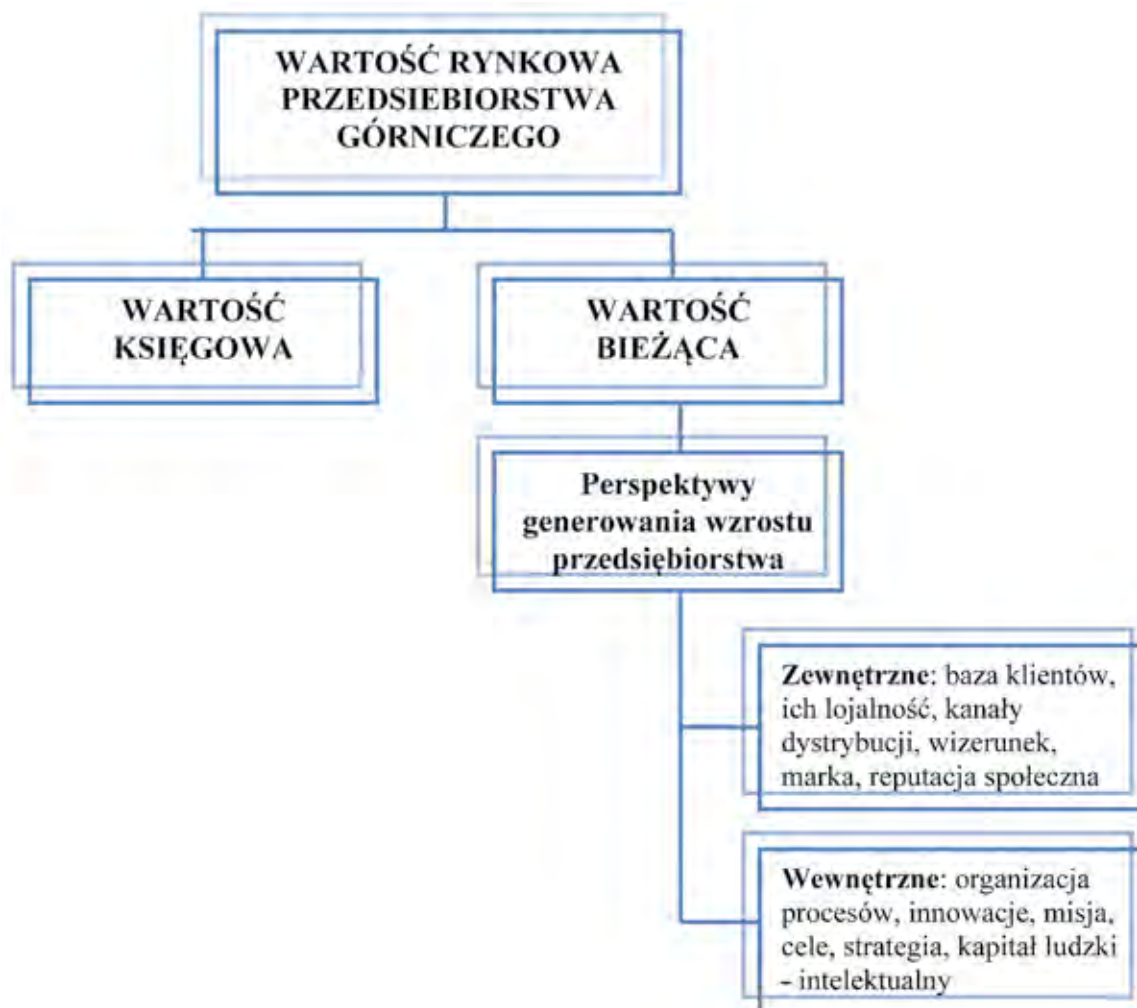 WARTOŚĆ RYNKOWA
PRZEDSIEBIORSTWA
GÓRNICZEGO
WARTOŚĆ
KSIĘGOWA
WARTOŚĆ
BIEŻĄCA
Perspektywy
generowania wzrostu
przedsiębiorstwa
Zewnętrzne: baza klientów,
ich lojalność, kanały
dystrybucji, wizerunek,
marka, reputacja społeczna
Wewnętrzne: organizacja
procesów, innowacje, misja,
cele, strategia, kapitał ludzki
- intelektualny